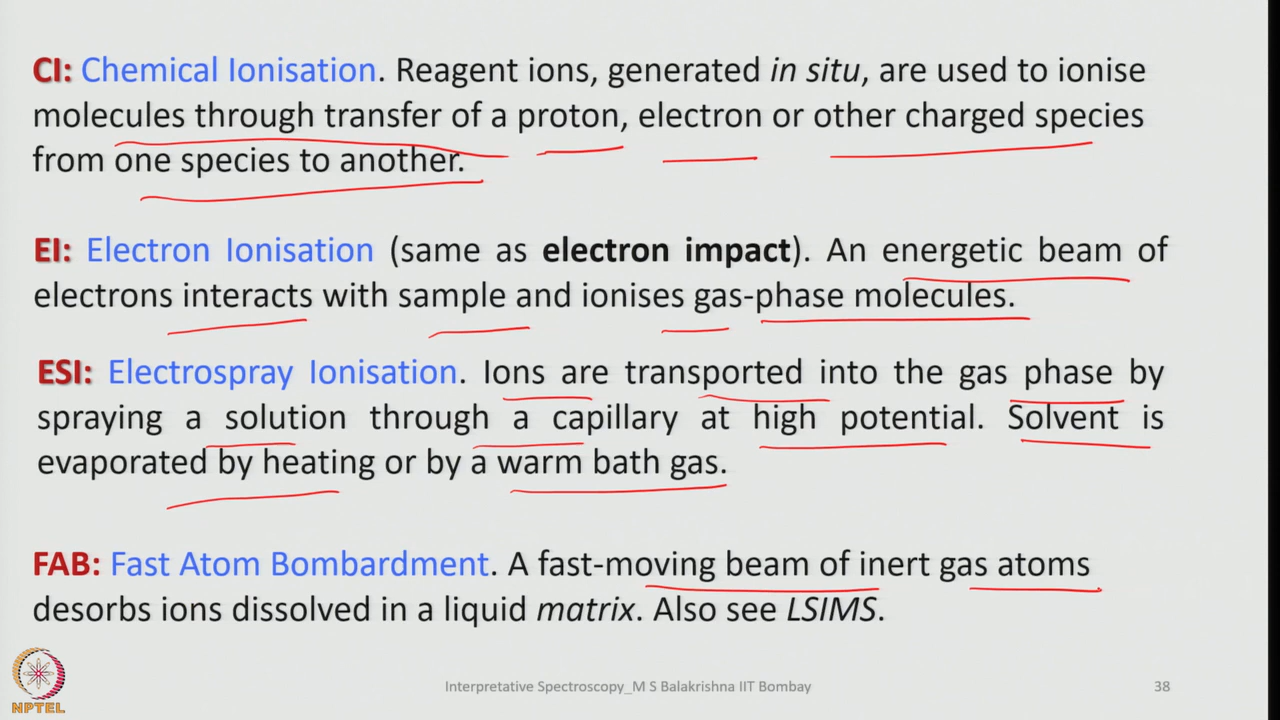 CI: Chemical Ionisation. Reagent ions, generated in situ, are used to ionise
molecules through transfer of a proton, electron or other charged species
from one species to another.
EI: Electron Ionisation (same as electron impact). An energetic beam of
electrons interacts with sample and ionises gas-phase molecules.
ESI: Electrospray Ionisation. Ions are transported into the gas phase by
spraying a solution through a capillary at high potential. Solvent is
evaporated by heating or by a warm bath gas.
FAB: Fast Atom Bombardment. A fast-moving beam of inert gas atoms
desorbs ions dissolved in a liquid matrix. Also see LSIMS.
NPTEL
Interpretative Spectroscopy_M S Balakrishna IIT Bombay
38